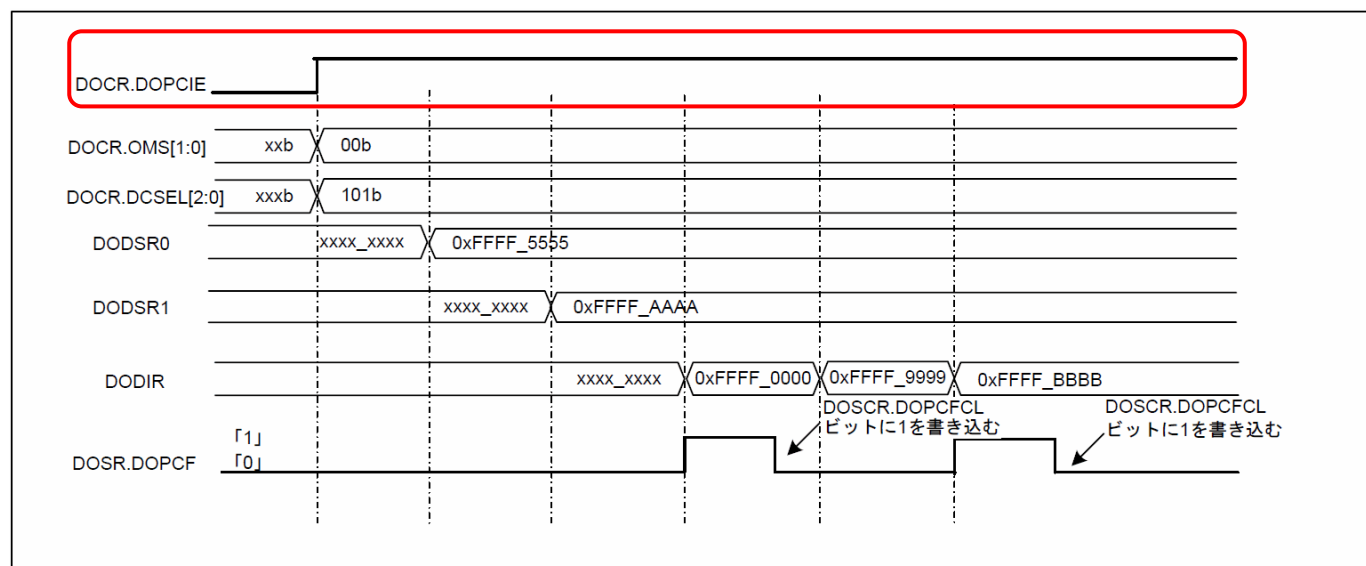 DOCR.DOPCIE
DOCR.OMS[1:0] xxb 00b
DOCR.DCSEL[2:0] xxxb 101b
DODSR0 xxxx_xxxx 0xFFFF_5555
DODSR1 xxxx_xxxx 0xFFFF_AAAA
DODIR xxxx_xxxx 0xFFFF_0000 0xFFFF_9999 0xFFFF_BBBB
DOSCR.DOPCFCL
ビットに1を書き込む
DOSCR.DOPCFCL
ビットに1を書き込む
「1」
DOSR.DOPCF 「0」